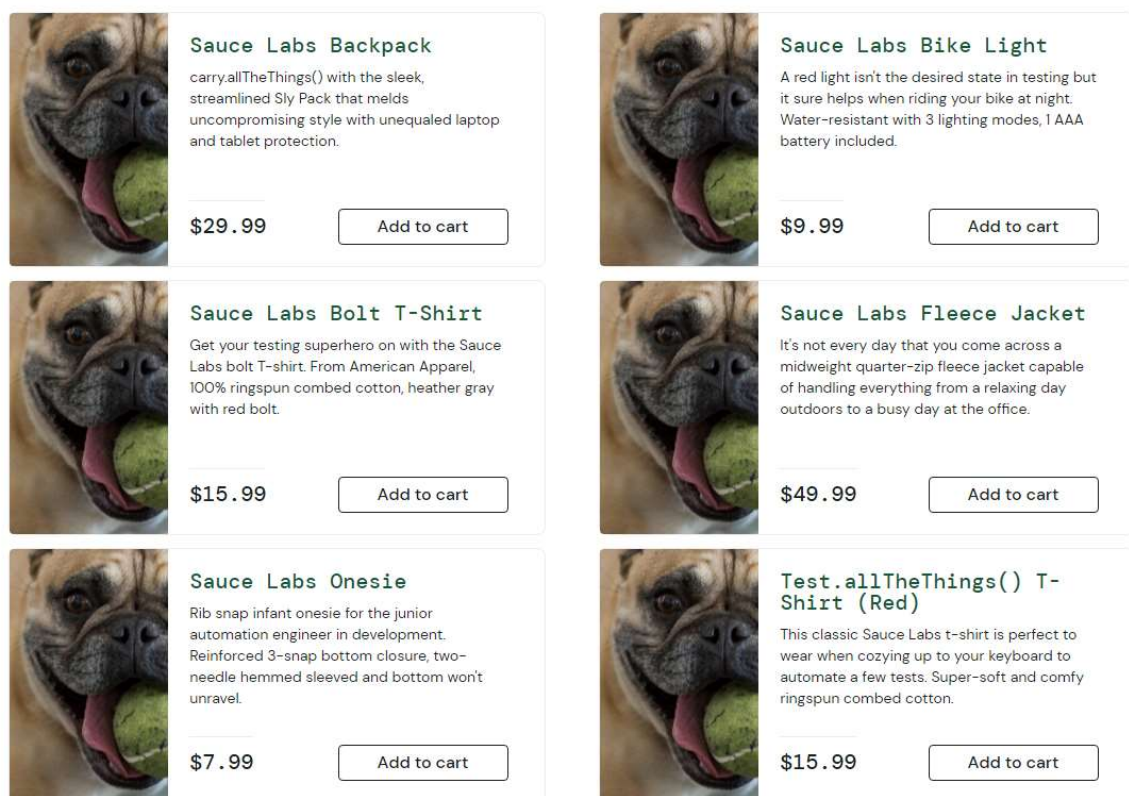 Sauce Labs Backpack
carry.allTheThings() with the sleek,
streamlined Sly Pack that melds
uncompromising style with unequaled laptop
and tablet protection.
$29.99
Add to cart
Sauce Labs Bike Light
A red light isn't the desired state in testing but
it sure helps when riding your bike at night.
Water-resistant with 3 lighting modes, 1 AAA
battery included.
$9.99
Add to cart
Sauce Labs Bolt T-Shirt
Get your testing superhero on with the Sauce
Labs bolt T-shirt. From American Apparel,
100% ringspun combed cotton, heather gray
with red bolt.
$15.99
Add to cart
Sauce Labs Fleece Jacket
It's not every day that you come across a
midweight quarter-zip fleece jacket capable
of handling everything from a relaxing day
outdoors to a busy day at the office.
$49.99
Add to cart
Sauce Labs Onesie
Rib snap infant onesie for the junior
automation engineer in development.
Reinforced 3-snap bottom closure, two-
needle hemmed sleeved and bottom won't
unravel.
$7.99
Add to cart
Test.allTheThings() T-
Shirt (Red)
This classic Sauce Labs t-shirt is perfect to
wear when cozying up to your keyboard to
automate a few tests. Super-soft and comfy
ringspun combed cotton.
$15.99
Add to cart